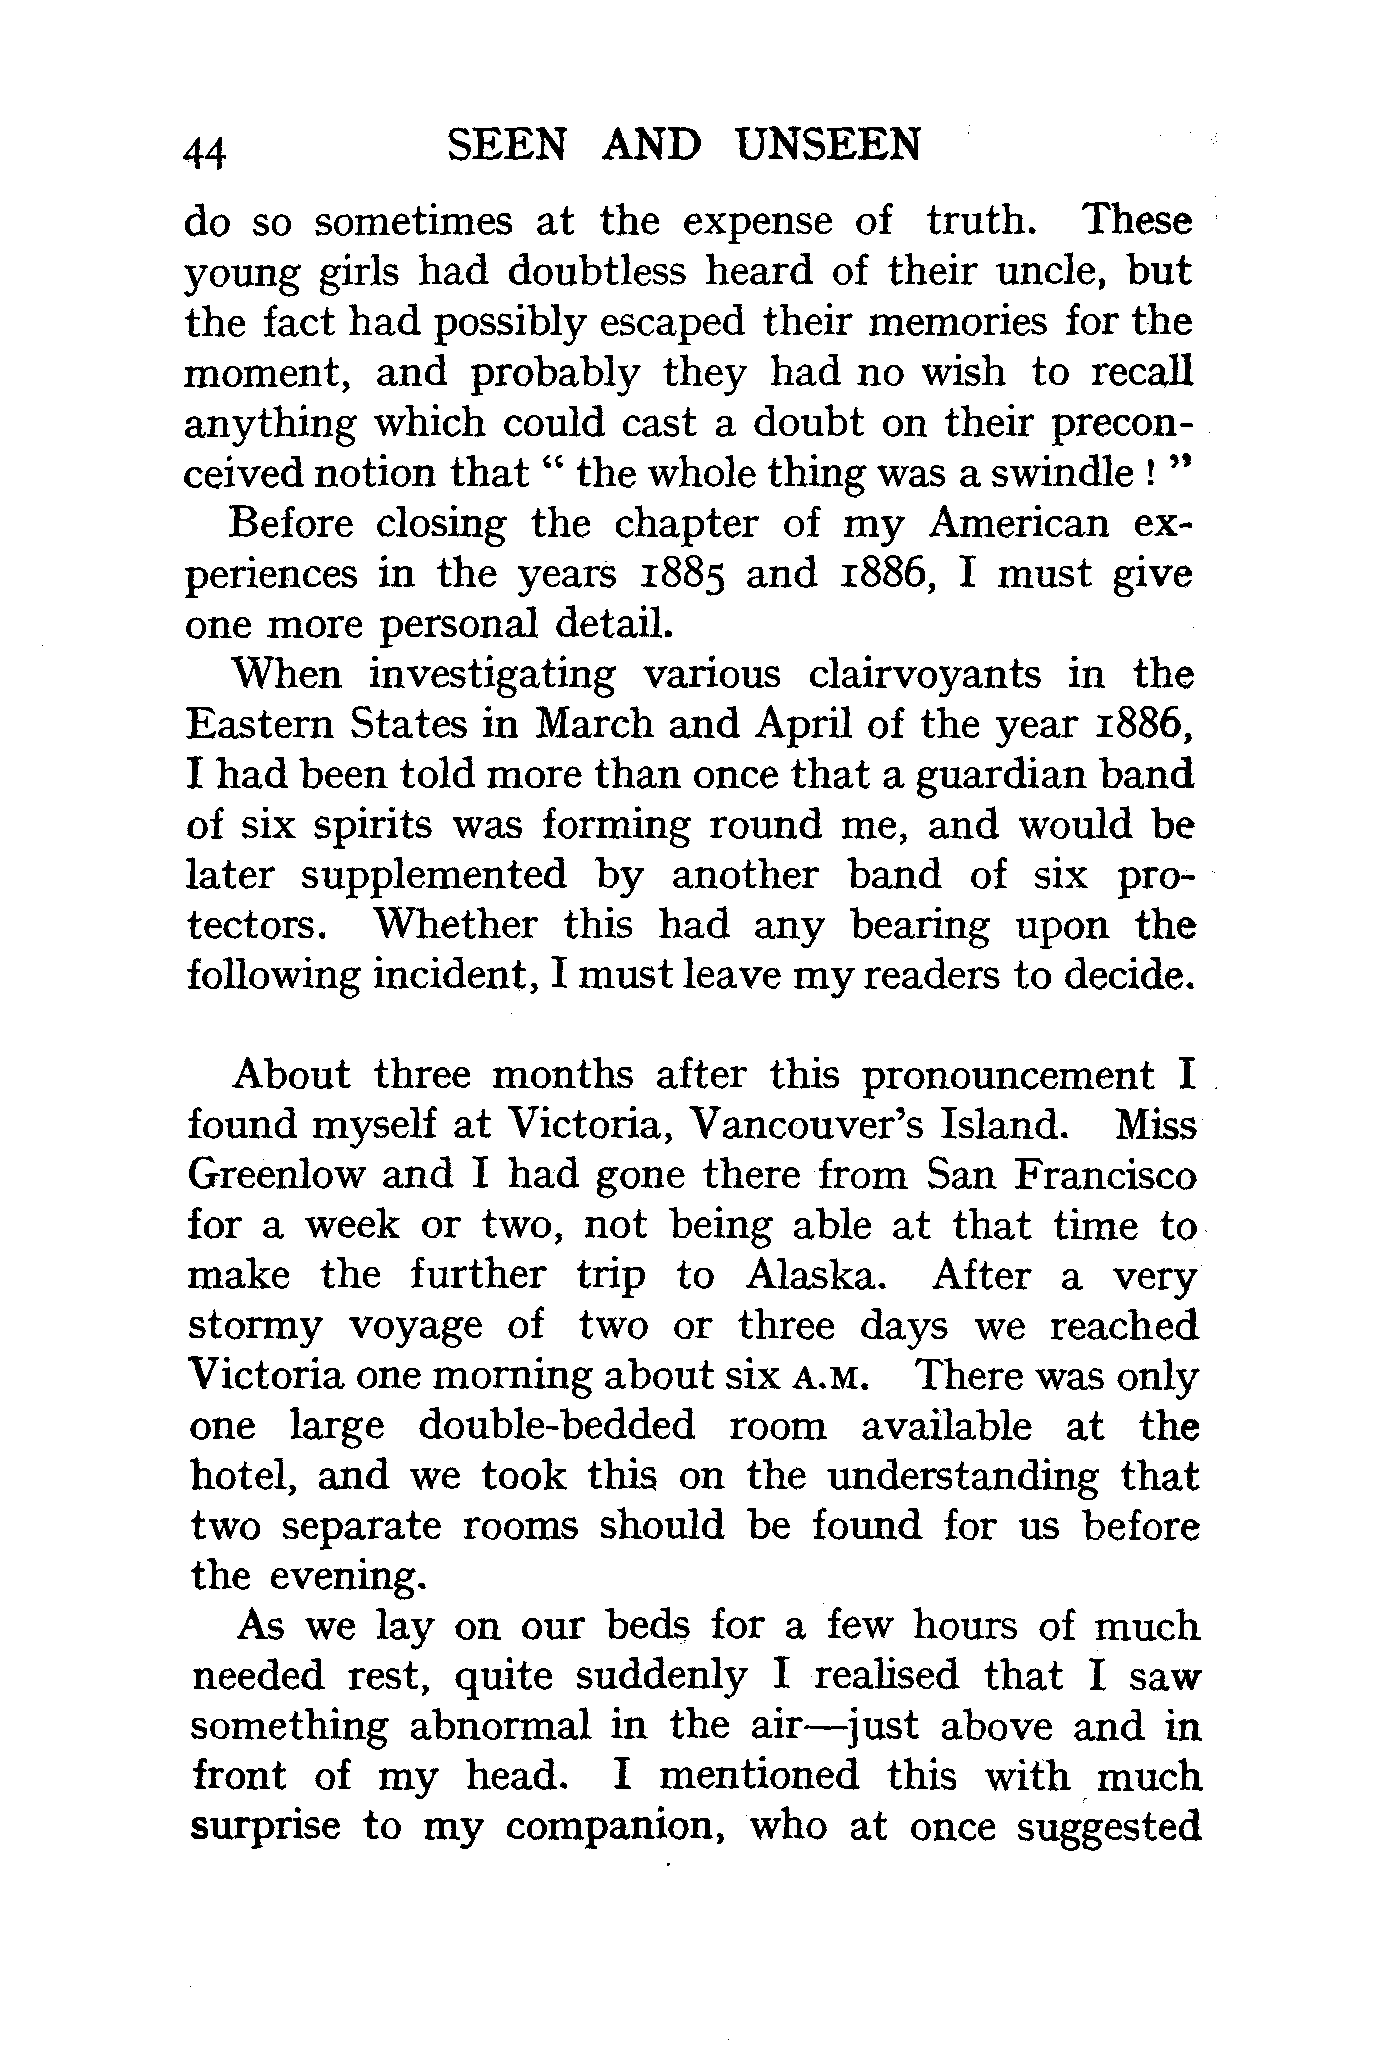 44 SEEN AND UNSEEN
do so sometimes at the expense of truth. These
young girls had doubtless heard of their uncle, but
the fact had possibly escaped their memories for the
moment, and probably they had no wish to recall
anything which could cast a doubt on their precon-
ceived notion that “ the whole thing was a swindle ! ”
Before closing the chapter of my American ex-
periences in the years 1885 and 1886, I must give
one more personal detail.
When investigating various clairvoyants in the
Eastern States in March and April of the year 1886,
I had been told more than once that a guardian band
of six spirits was forming round me, and would be
later supplemented by another band of six pro-
tectors. Whether this had any bearing upon the
following incident, I must leave my readers to decide.
About three months after this pronouncement I
found myself at Victoria, Vancouver’s Island. Miss
Greenlow and I had gone there from San Francisco
for a week or two, not being able at that time to
make the further trip to Alaska. After a very
stormy voyage of two or three days we reached
Victoria one morning about six A.M. There was only
one large double-bedded room available at the
hotel, and we took this on the understanding that
two separate rooms should be found for us before
the evening.
As we lay on our beds for a few hours of much
needed rest, quite suddenly I realised that I saw
something abnormal in the air—just above and in
front of my head. I mentioned this with much
surprise to my companion, who at once suggested